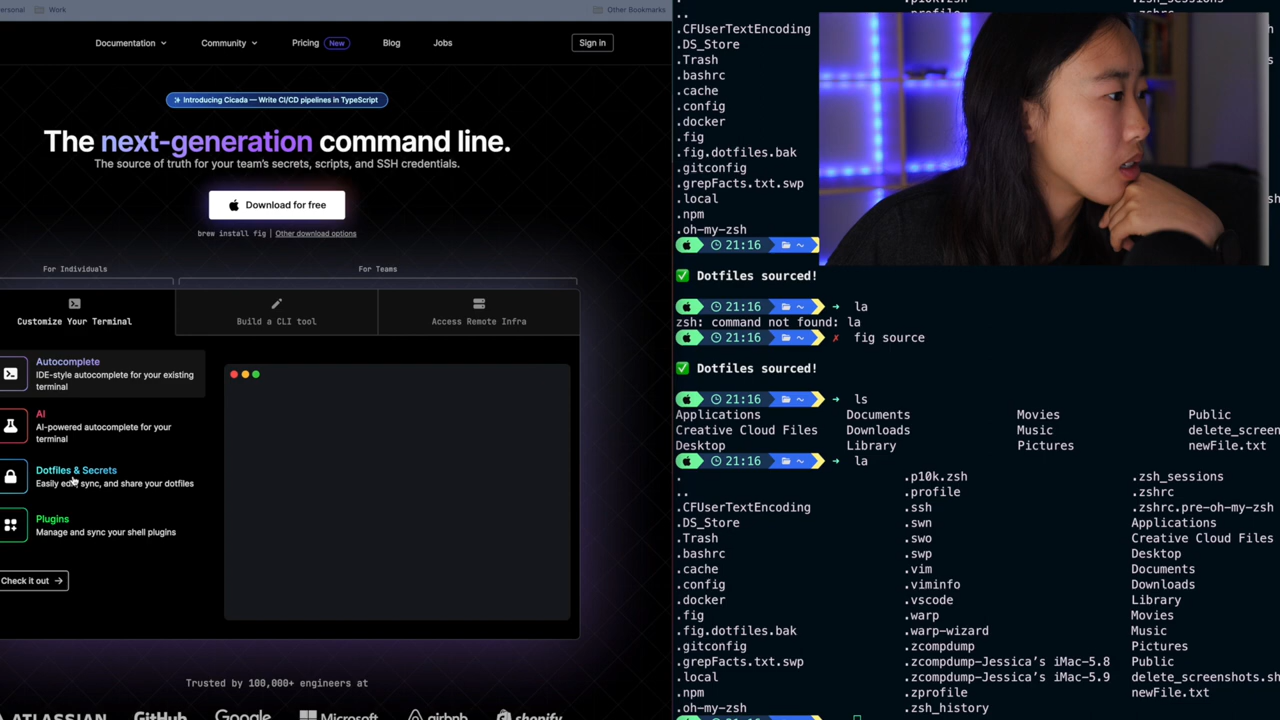 ersonal
Work
Other Bookmarks
Documentation
Community
Pricing
New
Blog
Jobs
Sign in
Introducing Cicada — Write CI/CD pipelines in TypeScript
The next-generation command line.
The source of truth for your team's secrets, scripts, and SSH credentials.
Download for free
brew install fig | Other download options
For Individuals
For Teams
Customize Your Terminal
Build a CLI tool
Access Remote Infra
Autocomplete
IDE-style autocomplete for your existing
terminal
AI
AI-powered autocomplete for your
terminal
Dotfiles & Secrets
Easily edit, sync, and share your dotfiles
Plugins
Manage and sync your shell plugins
Check it out →
Trusted by 100,000+ engineers at
ATLASSIAN GitHub Google Microsoft airbnb shopify
..
.CFUserTextEncoding
.DS_Store
.Trash
.bashrc
.cache
.config
.docker
.fig
.fig.dotfiles.bak
.gitconfig
.grepFacts.txt.swp
.local
.npm
.oh-my-zsh
21:16 ~
✅ Dotfiles sourced!
21:16 ~ → la
zsh: command not found: la
21:16 ~ ✗ fig source
✅ Dotfiles sourced!
21:16 ~ → ls
Applications Documents Movies Public
Creative Cloud Files Downloads Music delete_screen
Desktop Library Pictures newFile.txt
21:16 ~ → la
. .p10k.zsh .zsh_sessions
.. .profile .zshrc
.CFUserTextEncoding .ssh .zshrc.pre-oh-my-zsh
.DS_Store .swn Applications
.Trash .swo Creative Cloud Files
.bashrc .swp Desktop
.cache .vim Documents
.config .viminfo Downloads
.docker .vscode Library
.fig .warp Movies
.fig.dotfiles.bak .warp-wizard Music
.gitconfig .zcompdump Pictures
.grepFacts.txt.swp .zcompdump-Jessica's iMac-5.8 Public
.local .zcompdump-Jessica's iMac-5.9 delete_screenshots.sh
.npm .zprofile newFile.txt
.oh-my-zsh .zsh_history